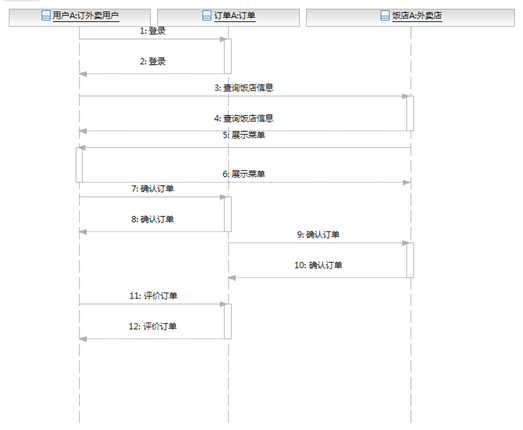 用户A:订外卖用户
订单A:订单
饭店A:外卖店
1: 登录
2: 登录
3: 查询饭店信息
4: 查询饭店信息
5: 展示菜单
6: 展示菜单
7: 确认订单
8: 确认订单
9: 确认订单
10: 确认订单
11: 评价订单
12: 评价订单